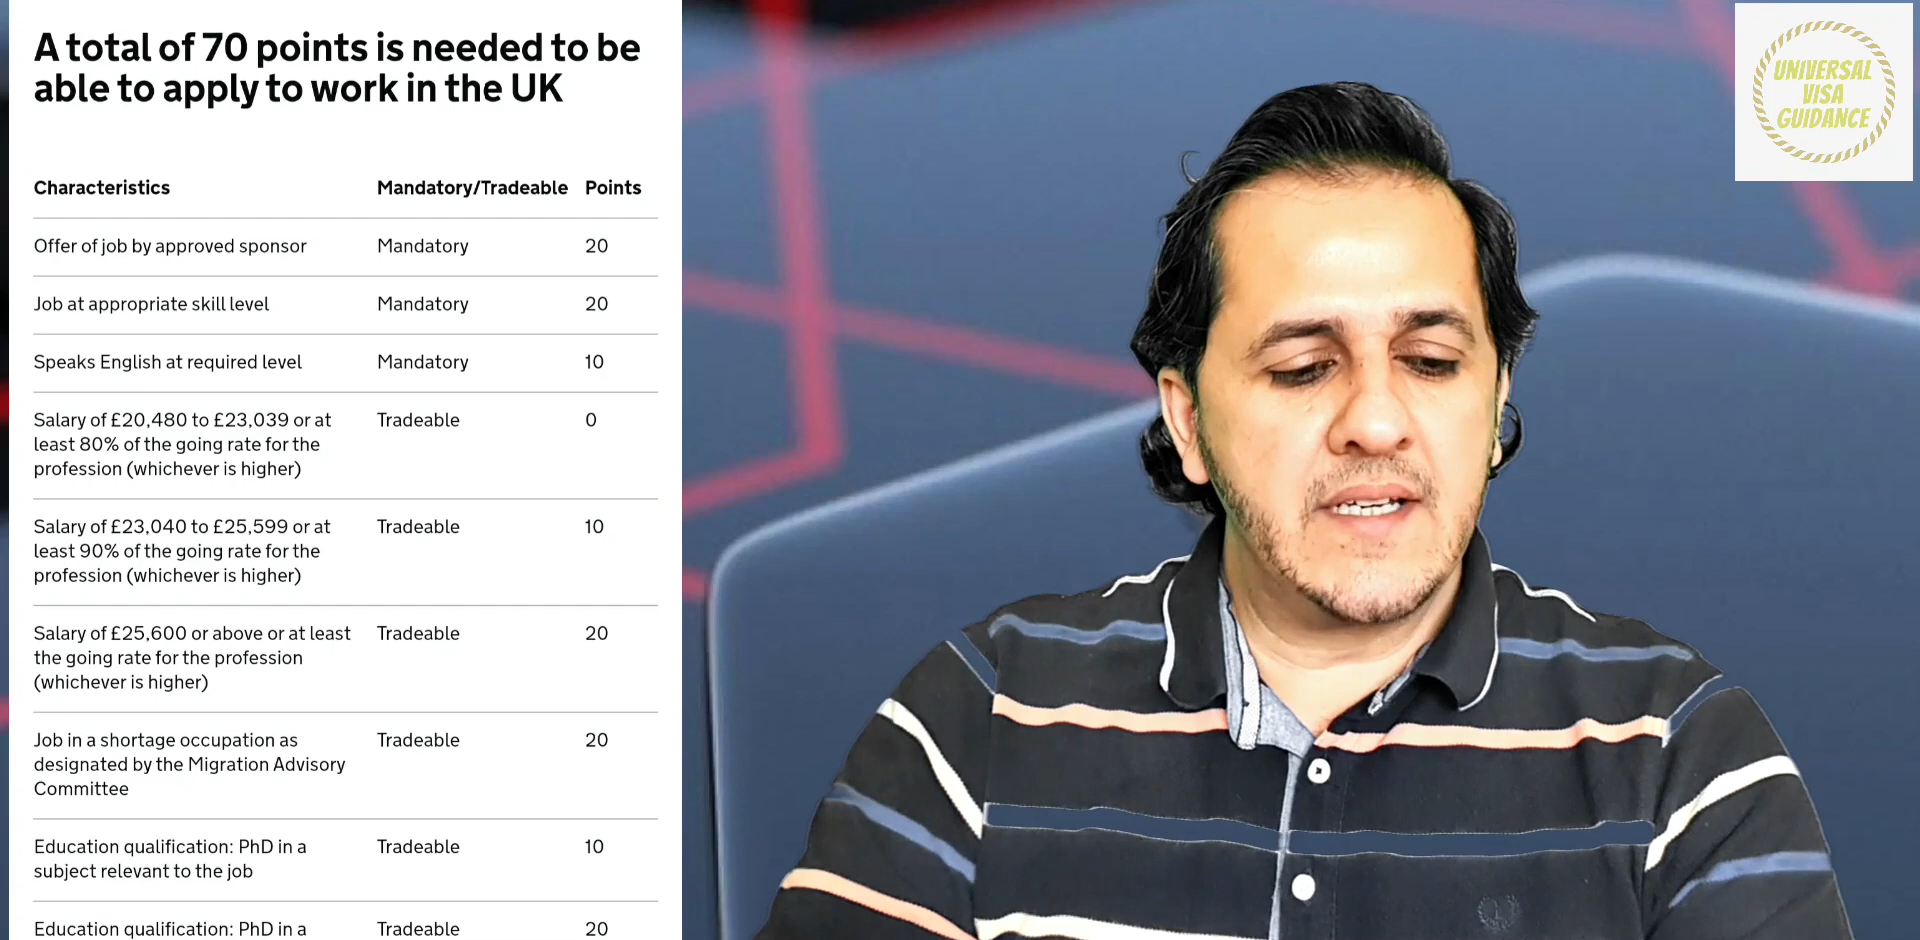 A total of 70 points is needed to be
able to apply to work in the UK
Characteristics Mandatory/Tradeable Points
Offer of job by approved sponsor Mandatory 20
Job at appropriate skill level Mandatory 20
Speaks English at required level Mandatory 10
Salary of £20,480 to £23,039 or at Tradeable 0
least 80% of the going rate for the
profession (whichever is higher)
Salary of £23,040 to £25,599 or at Tradeable 10
least 90% of the going rate for the
profession (whichever is higher)
Salary of £25,600 or above or at least Tradeable 20
the going rate for the profession
(whichever is higher)
Job in a shortage occupation as Tradeable 20
designated by the Migration Advisory
Committee
Education qualification: PhD in a Tradeable 10
subject relevant to the job
Education qualification: PhD in a Tradeable 20
UNIVERSAL
VISA
GUIDANCE